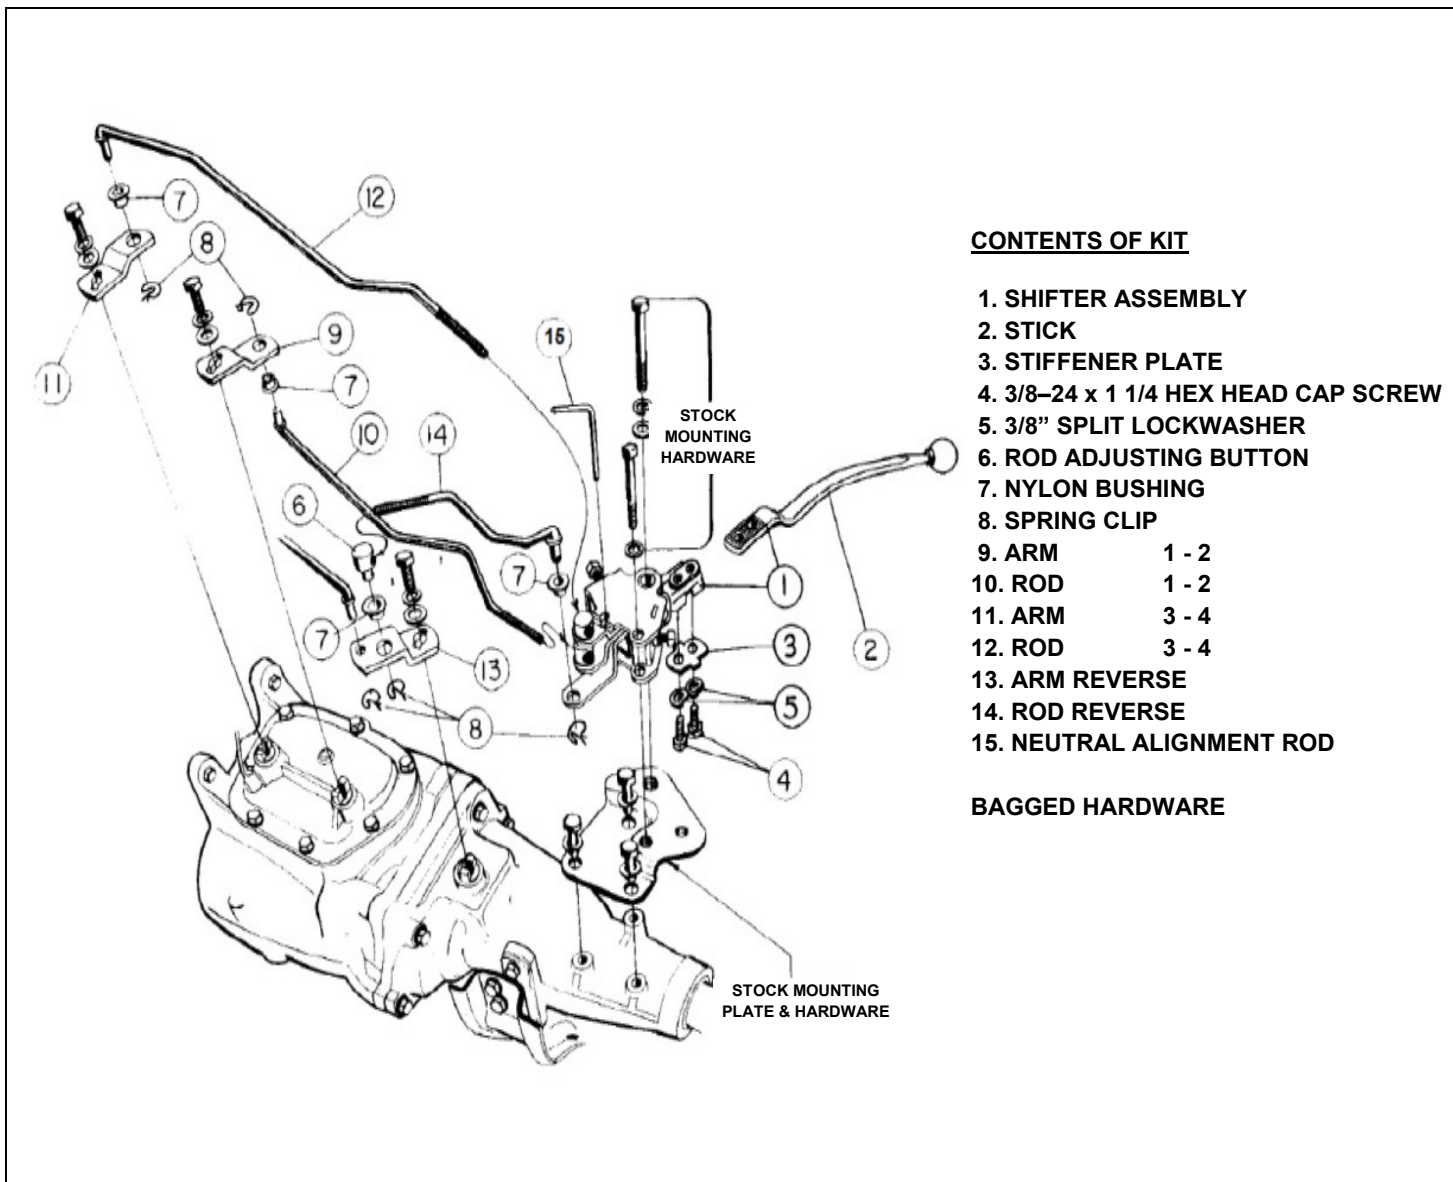 12
7
8
11
9
7
10
14
15
STOCK
MOUNTING
HARDWARE
6
7
7
13
8
1
3
2
5
4
STOCK MOUNTING
PLATE & HARDWARE
CONTENTS OF KIT
1. SHIFTER ASSEMBLY
2. STICK
3. STIFFENER PLATE
4. 3/8–24 x 1 1/4 HEX HEAD CAP SCREW
5. 3/8” SPLIT LOCKWASHER
6. ROD ADJUSTING BUTTON
7. NYLON BUSHING
8. SPRING CLIP
9. ARM 1 - 2
10. ROD 1 - 2
11. ARM 3 - 4
12. ROD 3 - 4
13. ARM REVERSE
14. ROD REVERSE
15. NEUTRAL ALIGNMENT ROD
BAGGED HARDWARE